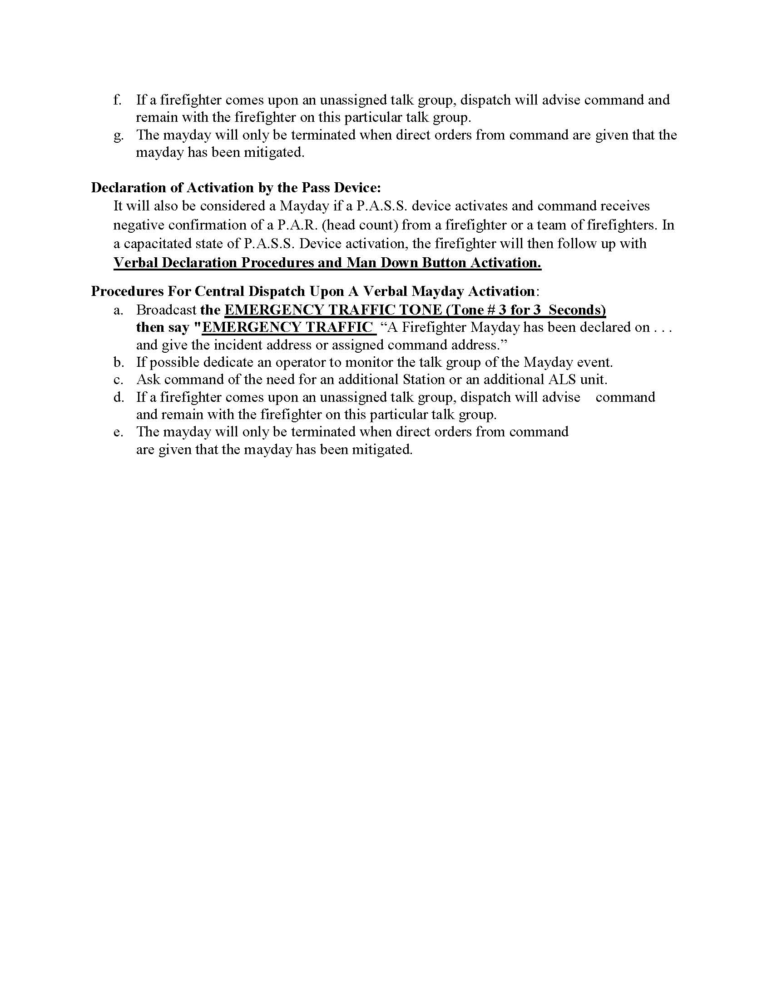 f. If a firefighter comes upon an unassigned talk group, dispatch will advise command and
remain with the firefighter on this particular talk group.
g. The mayday will only be terminated when direct orders from command are given that the
mayday has been mitigated.
Declaration of Activation by the Pass Device:
It will also be considered a Mayday if a P.A.S.S. device activates and command receives
negative confirmation of a P.A.R. (head count) from a firefighter or a team of firefighters. In
a capacitated state of P.A.S.S. Device activation, the firefighter will then follow up with
Verbal Declaration Procedures and Man Down Button Activation.
Procedures For Central Dispatch Upon A Verbal Mayday Activation:
a. Broadcast the EMERGENCY TRAFFIC TONE (Tone # 3 for 3 Seconds)
then say "EMERGENCY TRAFFIC “A Firefighter Mayday has been declared on . . .
and give the incident address or assigned command address.”
b. If possible dedicate an operator to monitor the talk group of the Mayday event.
c. Ask command of the need for an additional Station or an additional ALS unit.
d. If a firefighter comes upon an unassigned talk group, dispatch will advise command
and remain with the firefighter on this particular talk group.
e. The mayday will only be terminated when direct orders from command
are given that the mayday has been mitigated.